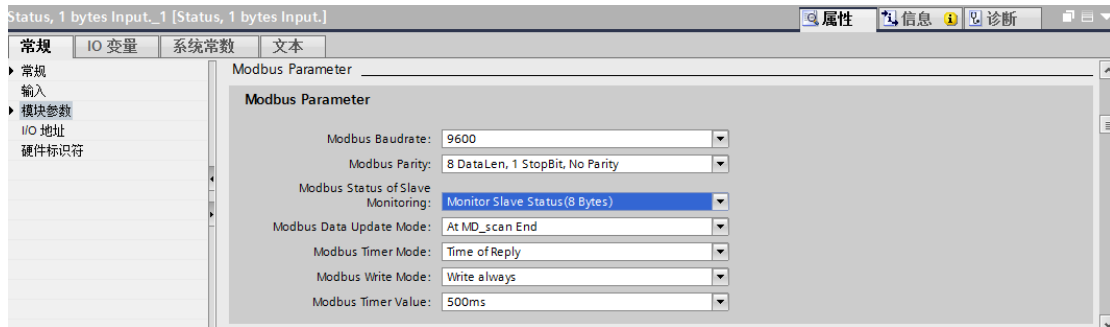 Status, 1 bytes Input._1 [Status, 1 bytes Input.]
属性 信息 诊断
常规 IO 变量 系统常数 文本
常规
输入
模块参数
I/O 地址
硬件标识符
Modbus Parameter
Modbus Parameter
Modbus Baudrate: 9600
Modbus Parity: 8 DataLen, 1 StopBit, No Parity
Modbus Status of Slave
Monitoring: Monitor Slave Status(8 Bytes)
Modbus Data Update Mode: At MD_scan End
Modbus Timer Mode: Time of Reply
Modbus Write Mode: Write always
Modbus Timer Value: 500ms